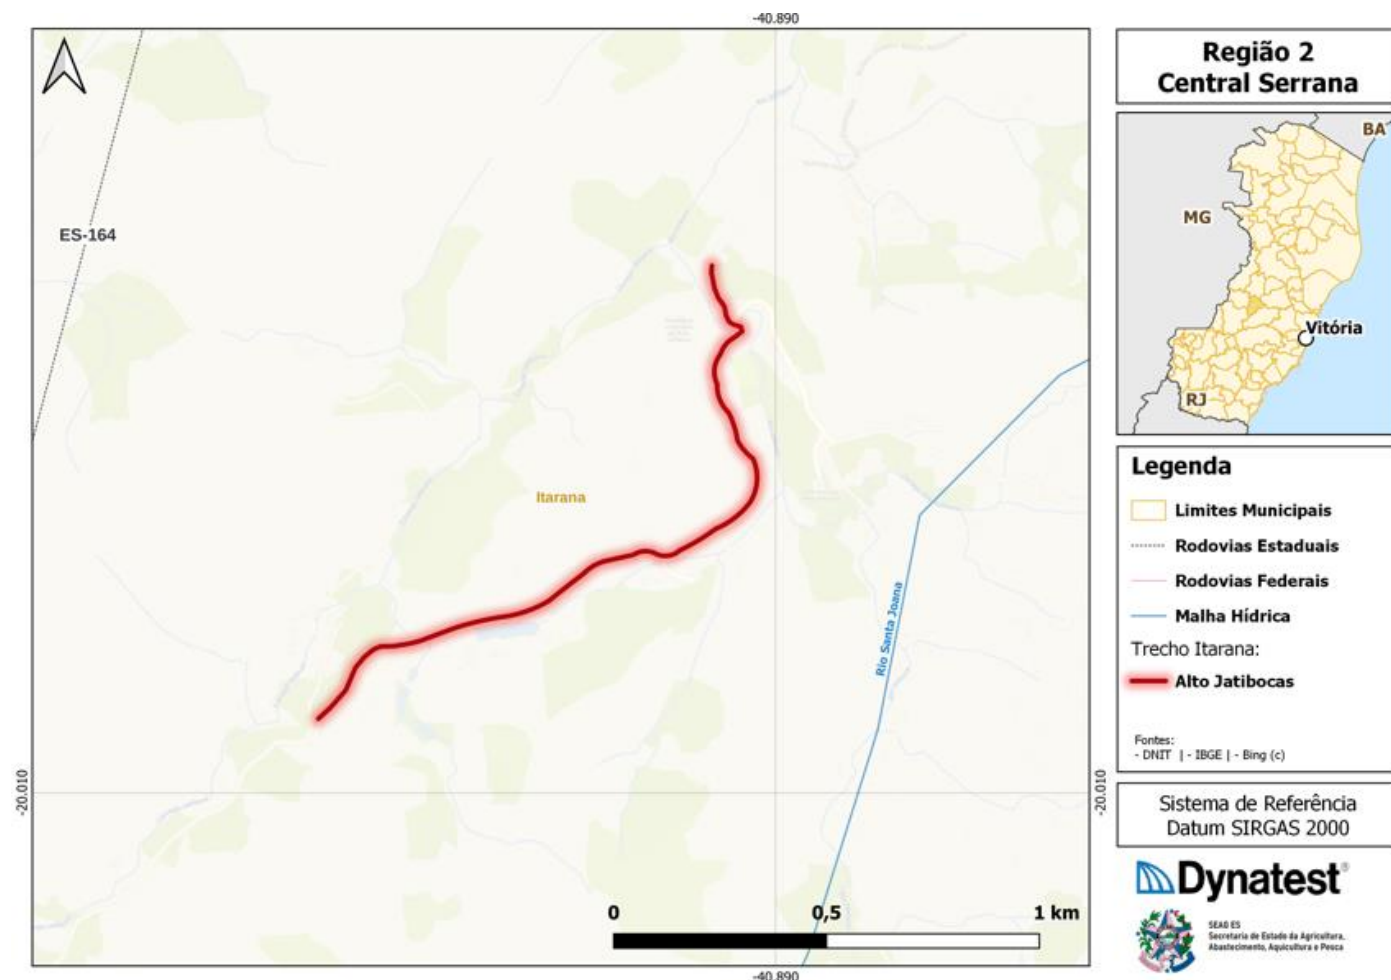 -40.890
Região 2
Central Serrana
BA
MG
ES-164
Vitória
RJ
Legenda
Itarana
Limites Municipais
Rodovias Estaduais
Rodovias Federais
Rio Santa Joana
Malha Hídrica
Trecho Itarana:
Alto Jatibocas
Fontes:
- DNIT | - IBGE | - Bing (c)
-20.010
-20.010
Sistema de Referência
Datum SIRGAS 2000
Dynatest®
0 0,5 1 km
SEAG ES
Secretaria de Estado da Agricultura,
Abastecimento, Aquicultura e Pesca
-40.890